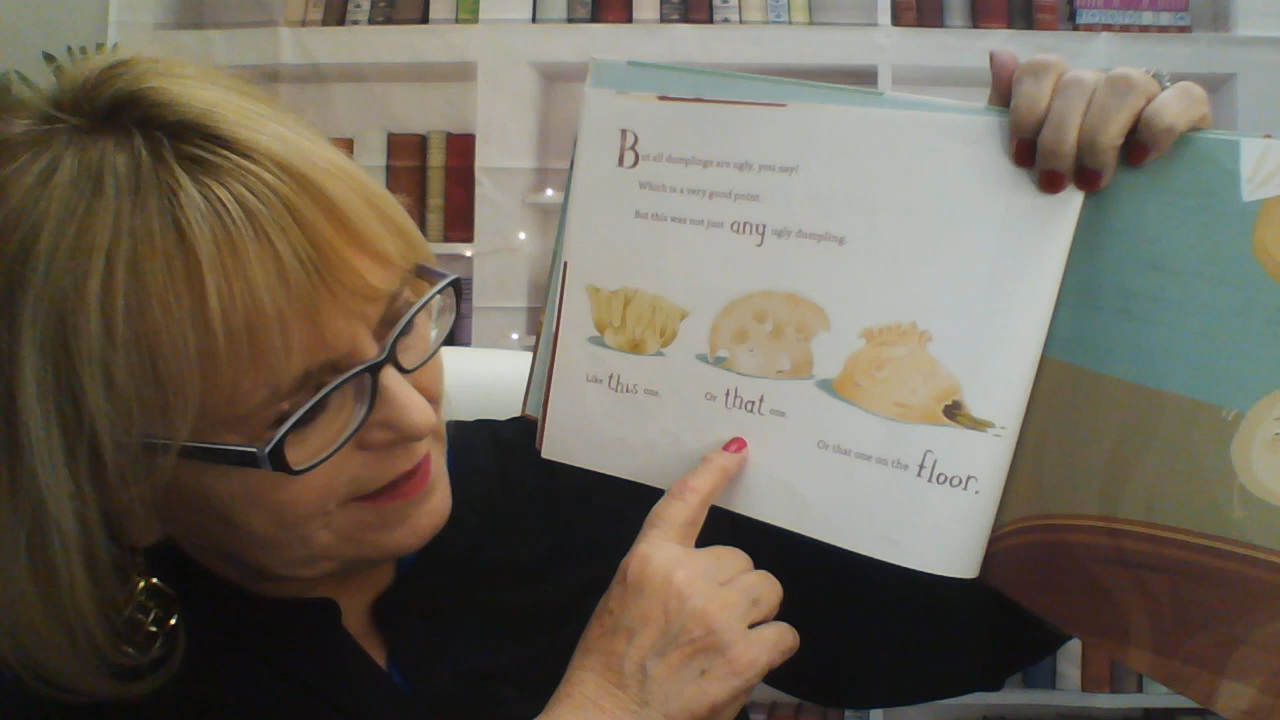 But all dumplings are ugly, you say!
Which is a very good point.
But this was not just any ugly dumpling.
Like this one.
Or that one.
Or that one on the floor.